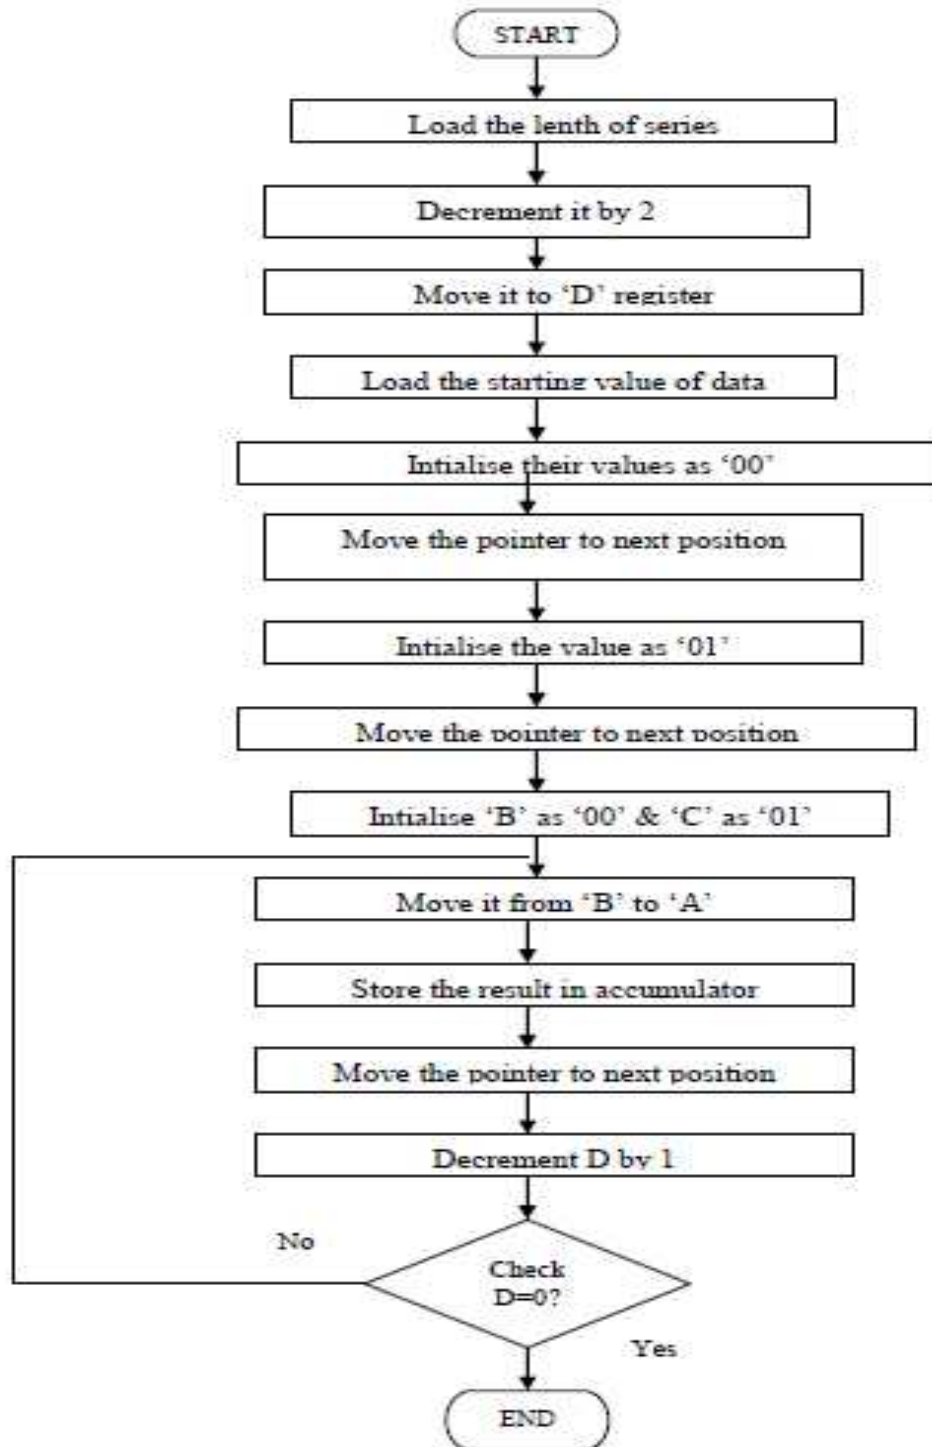 START
Load the lenth of series
Decrement it by 2
Move it to ‘D’ register
Load the starting value of data
Intialise their values as ‘00’
Move the pointer to next position
Intialise the value as ‘01’
Move the pointer to next position
Intialise ‘B’ as ‘00’ & ‘C’ as ‘01’
Move it from ‘B’ to ‘A’
Store the result in accumulator
Move the pointer to next position
Decrement D by 1
No
Check
D=0?
Yes
END